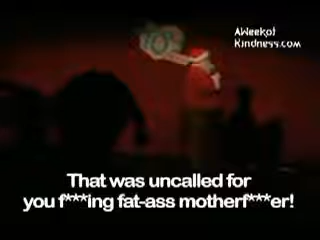 AWeekof
Kindness.com
That was uncalled for
you f***ing fat-ass motherf***er!